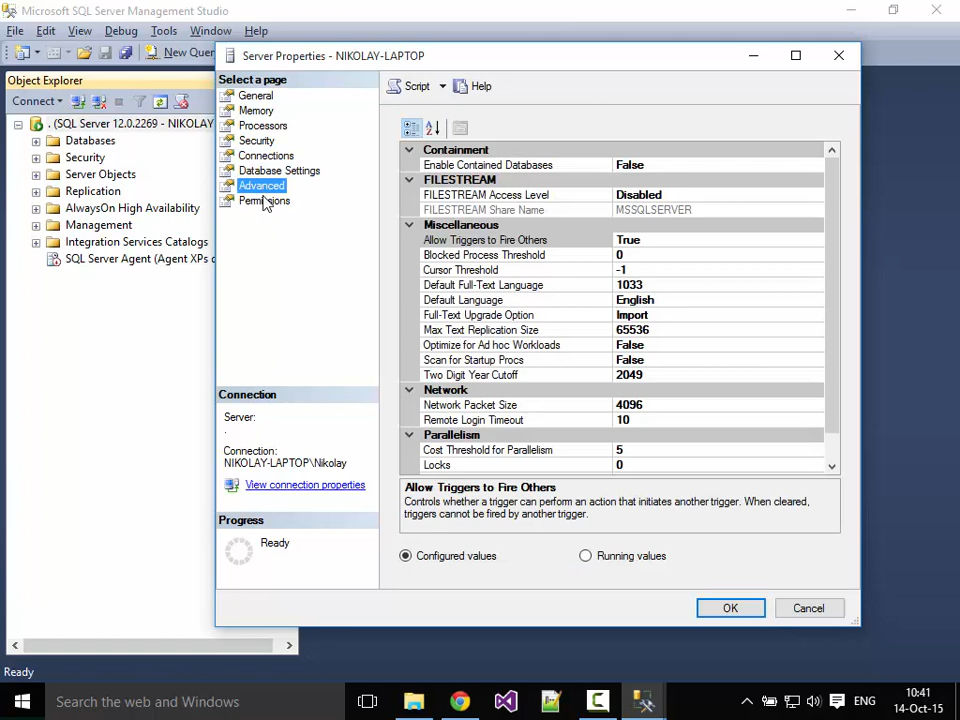 Microsoft SQL Server Management Studio
File Edit View Debug Tools Window Help
New Quer
Object Explorer
Connect
. (SQL Server 12.0.2269 - NIKOLAY
Databases
Security
Server Objects
Replication
AlwaysOn High Availability
Management
Integration Services Catalogs
SQL Server Agent (Agent XPs c
Server Properties - NIKOLAY-LAPTOP
Select a page
General
Memory
Processors
Security
Connections
Database Settings
Advanced
Permissions
Connection
Server:
.
Connection:
NIKOLAY-LAPTOP\Nikolay
View connection properties
Progress
Ready
Script Help
Containment
Enable Contained Databases False
FILESTREAM
FILESTREAM Access Level Disabled
FILESTREAM Share Name MSSQLSERVER
Miscellaneous
Allow Triggers to Fire Others True
Blocked Process Threshold 0
Cursor Threshold -1
Default Full-Text Language 1033
Default Language English
Full-Text Upgrade Option Import
Max Text Replication Size 65536
Optimize for Ad hoc Workloads False
Scan for Startup Procs False
Two Digit Year Cutoff 2049
Network
Network Packet Size 4096
Remote Login Timeout 10
Parallelism
Cost Threshold for Parallelism 5
Locks 0
Allow Triggers to Fire Others
Controls whether a trigger can perform an action that initiates another trigger. When cleared,
triggers cannot be fired by another trigger.
Configured values Running values
OK Cancel
Ready
Search the web and Windows
ENG
10:41
14-Oct-15